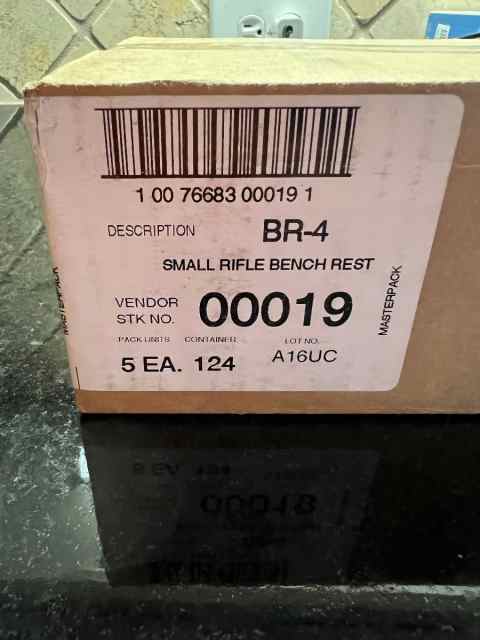 1 00 76683 00019 1
DESCRIPTION BR-4
SMALL RIFLE BENCH REST
VENDOR STK NO. 00019
PACK UNITS CONTAINER LOT NO.
5 EA. 124 A16UC
MASTERPACK
MASTERPACK